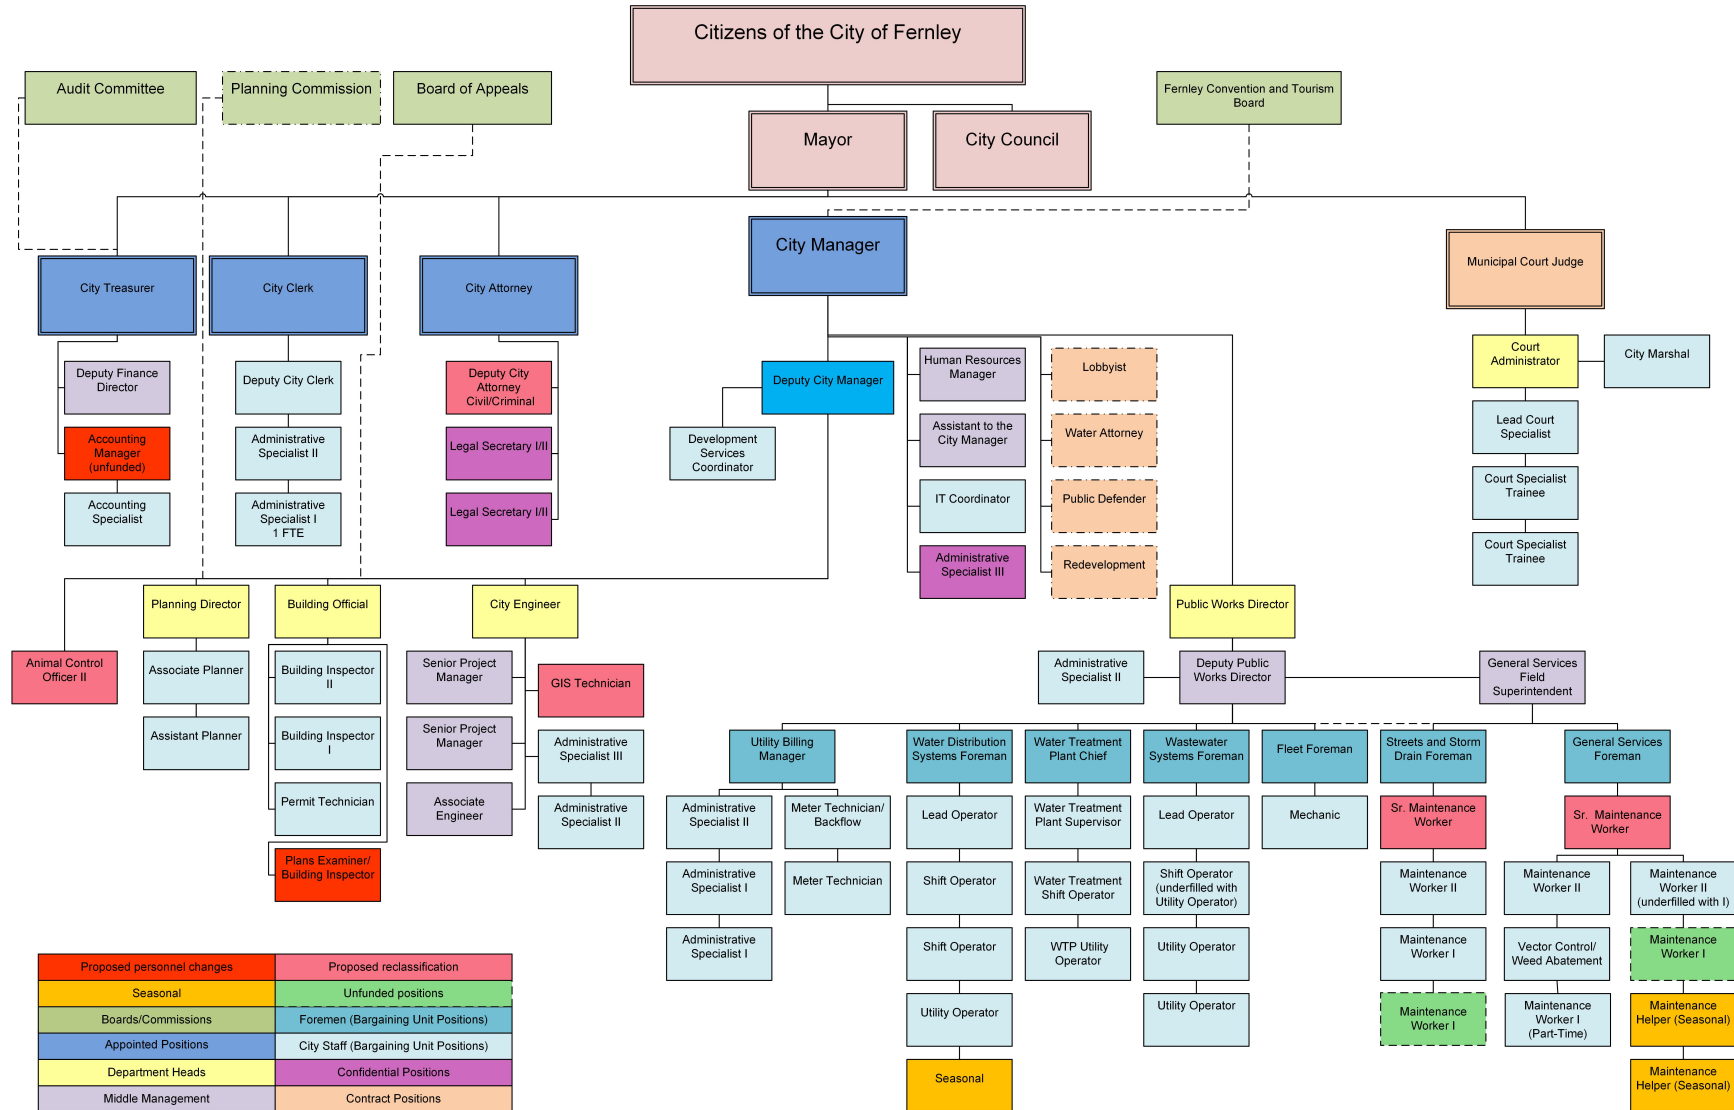 Citizens of the City of Fernley
Audit Committee
Planning Commission
Board of Appeals
Fernley Convention and Tourism
Board
Mayor
City Council
City Manager
City Treasurer
City Clerk
City Attorney
Municipal Court Judge
Deputy Finance
Director
Accounting
Manager
(unfunded)
Accounting
Specialist
Deputy City Clerk
Administrative
Specialist II
Administrative
Specialist I
1 FTE
Deputy City
Attorney
Civil/Criminal
Legal Secretary I/II
Legal Secretary I/II
Deputy City Manager
Development
Services
Coordinator
Human Resources
Manager
Assistant to the
City Manager
IT Coordinator
Administrative
Specialist III
Lobbyist
Water Attorney
Public Defender
Redevelopment
Court
Administrator
City Marshal
Lead Court
Specialist
Court Specialist
Trainee
Court Specialist
Trainee
Planning Director
Building Official
City Engineer
Public Works Director
Animal Control
Officer II
Associate Planner
Assistant Planner
Building Inspector
II
Building Inspector
I
Permit Technician
Plans Examiner/
Building Inspector
Senior Project
Manager
Senior Project
Manager
Associate
Engineer
GIS Technician
Administrative
Specialist III
Administrative
Specialist II
Administrative
Specialist II
Deputy Public
Works Director
General Services
Field
Superintendent
Utility Billing
Manager
Water Distribution
Systems Foreman
Water Treatment
Plant Chief
Wastewater
Systems Foreman
Fleet Foreman
Streets and Storm
Drain Foreman
General Services
Foreman
Administrative
Specialist II
Administrative
Specialist I
Administrative
Specialist I
Meter Technician/
Backflow
Meter Technician
Lead Operator
Shift Operator
Shift Operator
Utility Operator
Seasonal
Water Treatment
Plant Supervisor
Water Treatment
Shift Operator
WTP Utility
Operator
Lead Operator
Shift Operator
(underfilled with
Utility Operator)
Utility Operator
Utility Operator
Mechanic
Sr. Maintenance
Worker
Maintenance
Worker II
Maintenance
Worker I
Maintenance
Worker I
Sr. Maintenance
Worker
Maintenance
Worker II
Vector Control/
Weed Abatement
Maintenance
Worker I
(Part-Time)
Maintenance
Worker II
(underfilled with I)
Maintenance
Worker I
Maintenance
Helper (Seasonal)
Maintenance
Helper (Seasonal)
Proposed personnel changes
Proposed reclassification
Seasonal
Unfunded positions
Boards/Commissions
Foremen (Bargaining Unit Positions)
Appointed Positions
City Staff (Bargaining Unit Positions)
Department Heads
Confidential Positions
Middle Management
Contract Positions